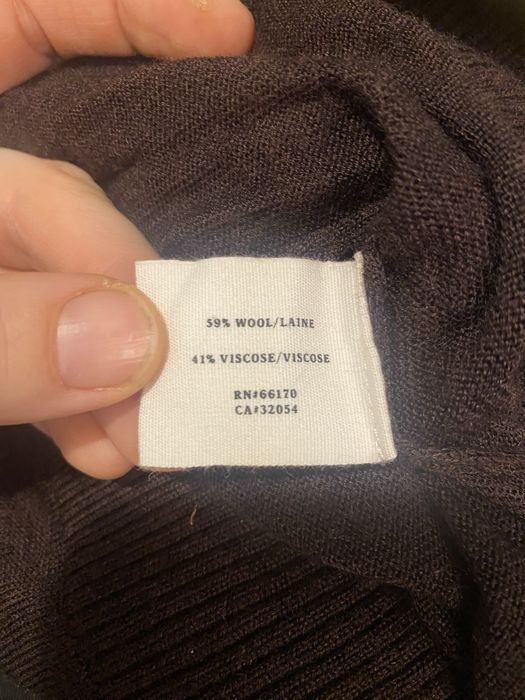 59% WOOL/LAINE
41% VISCOSE/VISCOSE
RN#66170
CA#32054